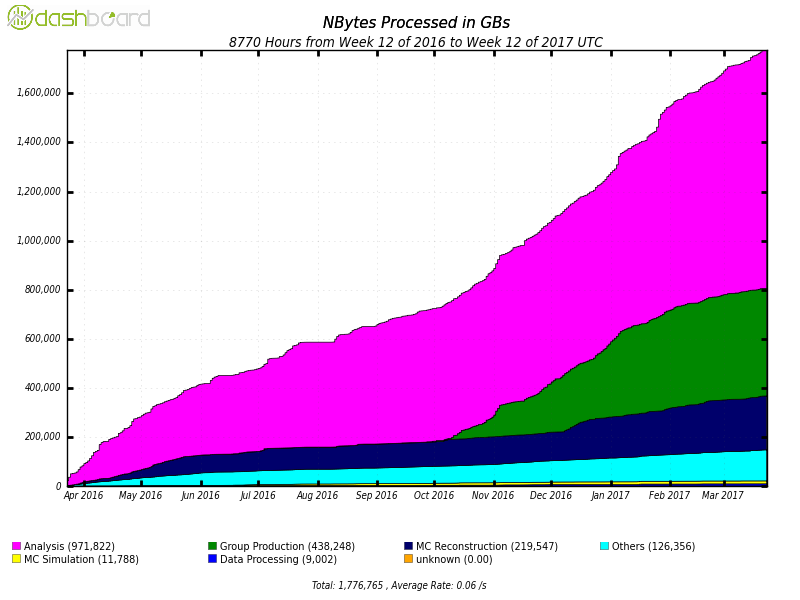 dashboard
NBytes Processed in GBs
8770 Hours from Week 12 of 2016 to Week 12 of 2017 UTC
1,600,000
1,400,000
1,200,000
1,000,000
800,000
600,000
400,000
200,000
0
Apr 2016 May 2016 Jun 2016 Jul 2016 Aug 2016 Sep 2016 Oct 2016 Nov 2016 Dec 2016 Jan 2017 Feb 2017 Mar 2017
Analysis (971,822) Group Production (438,248) MC Reconstruction (219,547) Others (126,356)
MC Simulation (11,788) Data Processing (9,002) unknown (0.00)
Total: 1,776,765 , Average Rate: 0.06 /s